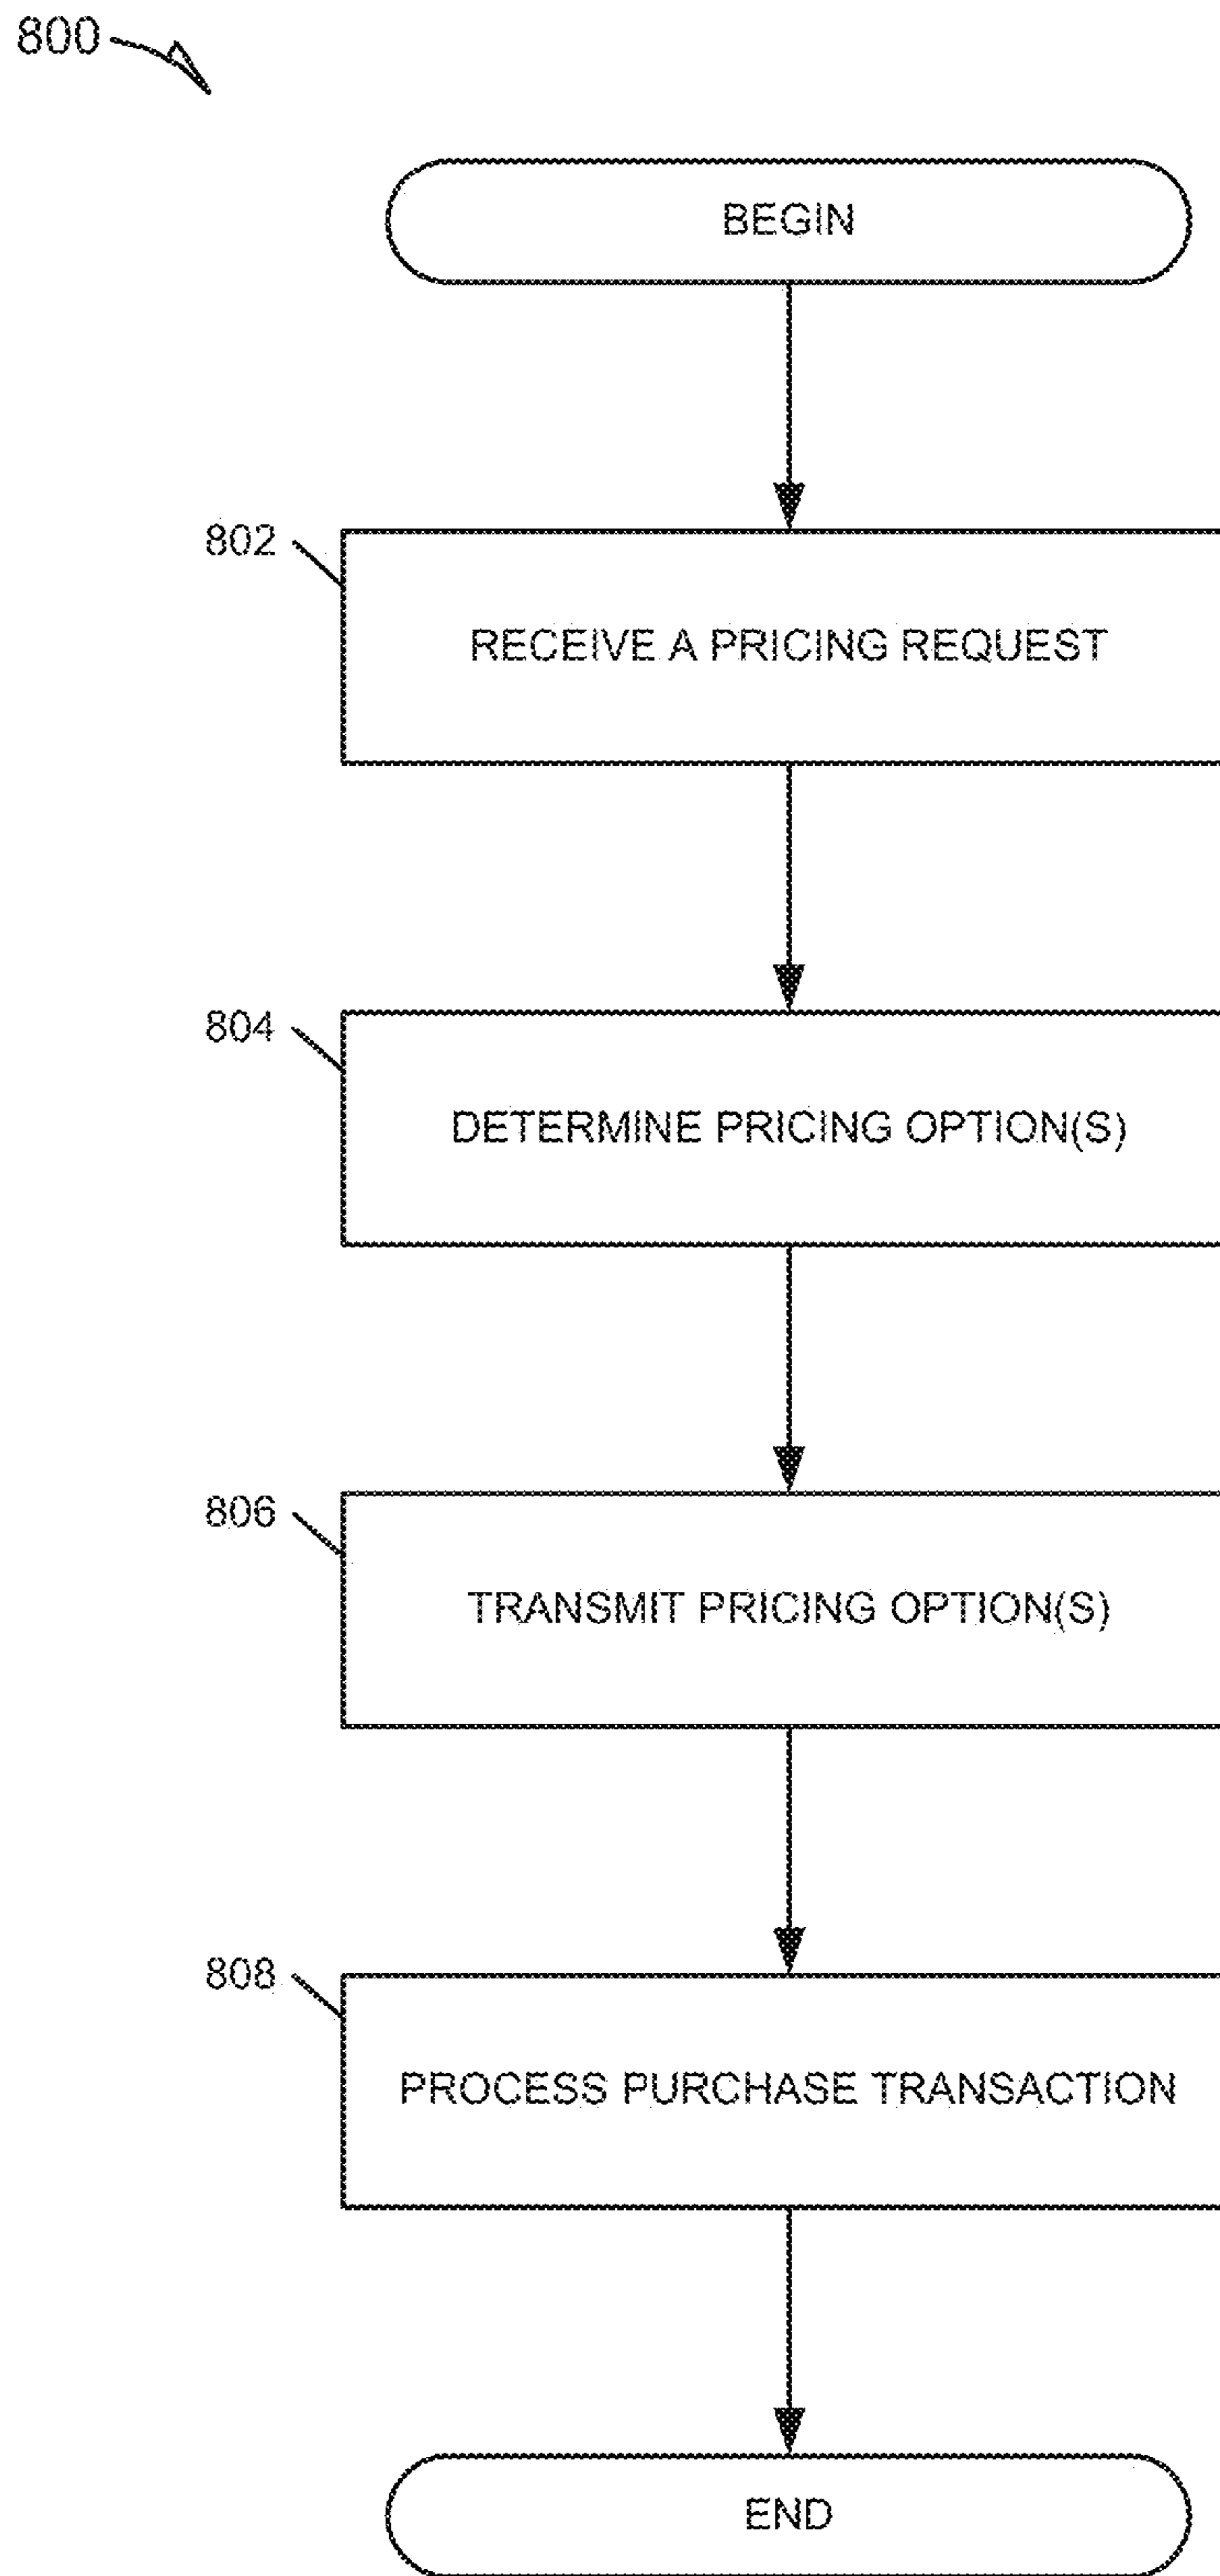 800
BEGIN
802
RECEIVE A PRICING REQUEST
804
DETERMINE PRICING OPTION(S)
806
TRANSMIT PRICING OPTION(S)
808
PROCESS PURCHASE TRANSACTION
END